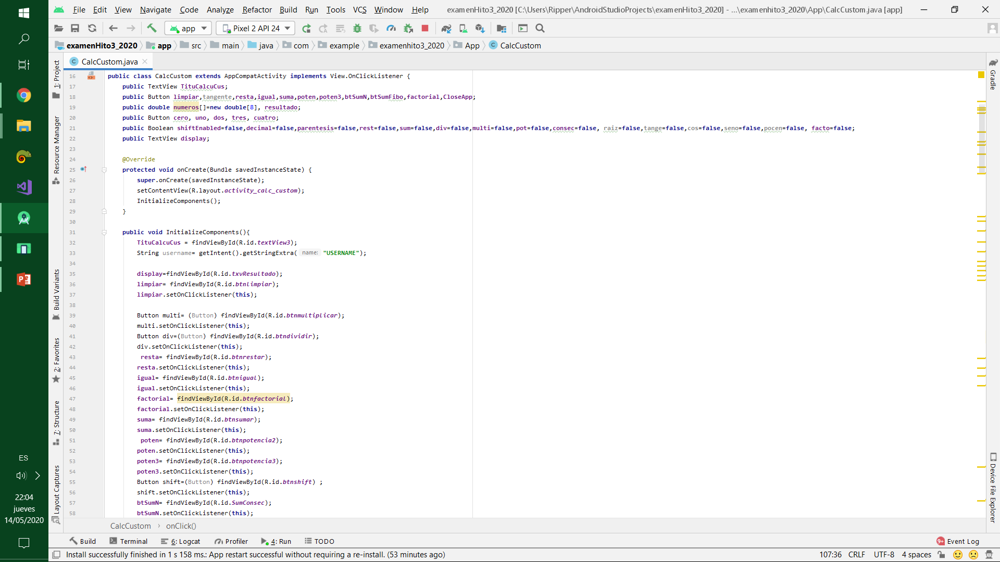 File Edit View Navigate Code Analyze Refactor Build Run Tools VCS Window Help examenHito3_2020 [C:\Users\Ripper\AndroidStudioProjects\examenHito3_2020] - ...\examenhito3_2020\App\CalcCustom.java [app]
app Pixel 2 API 24
examenHito3_2020 app src main java com example examenhito3_2020 App CalcCustom
CalcCustom.java
1: Project
Resource Manager
Build Variants
2: Favorites
7: Structure
Layout Captures
16 public class CalcCustom extends AppCompatActivity implements View.OnClickListener {
17 public TextView TituCalcuCus;
18 public Button limpiar,tangente,resta,igual,suma,poten,poten3,btSumN,btSumFibo,factorial,CloseApp;
19 public double numeros[]=new double[8], resultado;
20 public Button cero, uno, dos, tres, cuatro;
21 public Boolean shiftEnabled=false,decimal=false,parentesis=false,rest=false,sum=false,div=false,multi=false,pot=false,consec=false, raiz=false,tange=false,cos=false,seno=false,pocen=false, facto=false;
22 public TextView display;
23
24 @Override
25 protected void onCreate(Bundle savedInstanceState) {
26 super.onCreate(savedInstanceState);
27 setContentView(R.layout.activity_calc_custom);
28 InitializeComponents();
29 }
30
31 public void InitializeComponents(){
32 TituCalcuCus = findViewById(R.id.textView3);
33 String username= getIntent().getStringExtra( name: "USERNAME");
34
35 display=findViewById(R.id.txvResultado);
36 limpiar= findViewById(R.id.btnlimpiar);
37 limpiar.setOnClickListener(this);
38
39 Button multi= (Button) findViewById(R.id.btnmultiplicar);
40 multi.setOnClickListener(this);
41 Button div=(Button) findViewById(R.id.btndividir);
42 div.setOnClickListener(this);
43 resta= findViewById(R.id.btnrestar);
44 resta.setOnClickListener(this);
45 igual= findViewById(R.id.btnigual);
46 igual.setOnClickListener(this);
47 factorial= findViewById(R.id.btnfactorial);
48 factorial.setOnClickListener(this);
49 suma= findViewById(R.id.btnsumar);
50 suma.setOnClickListener(this);
51 poten= findViewById(R.id.btnpotencia2);
52 poten.setOnClickListener(this);
53 poten3= findViewById(R.id.btnpotencia3);
54 poten3.setOnClickListener(this);
55 Button shift=(Button) findViewById(R.id.btnshift) ;
56 shift.setOnClickListener(this);
57 btSumN= findViewById(R.id.SumConsec);
58 btSumN.setOnClickListener(this);
Gradle
Device File Explorer
CalcCustom › onClick()
Build Terminal 6: Logcat Profiler 4: Run TODO 9+ Event Log
Install successfully finished in 1 s 158 ms.: App restart successful without requiring a re-install. (53 minutes ago) 107:36 CRLF UTF-8 4 spaces
ES
22:04
jueves
14/05/2020